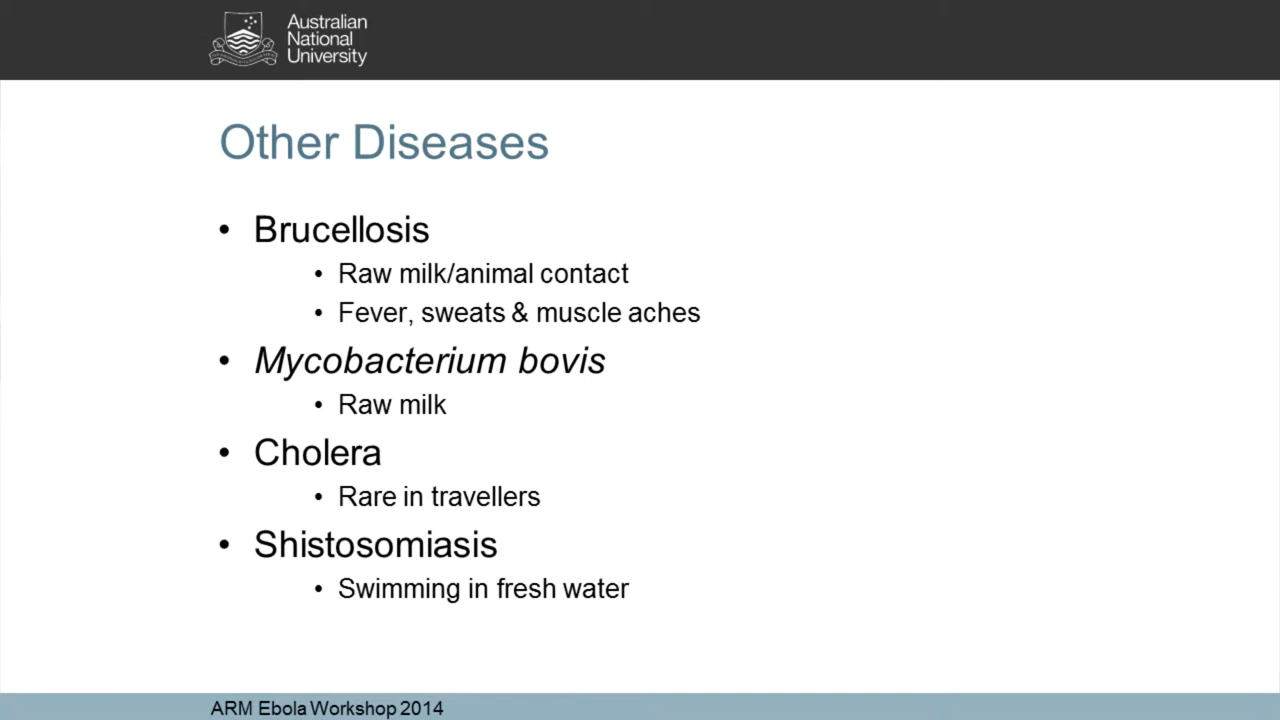 Australian
National
University
Other Diseases
• Brucellosis
• Raw milk/animal contact
• Fever, sweats & muscle aches
• Mycobacterium bovis
• Raw milk
• Cholera
• Rare in travellers
• Shistosomiasis
• Swimming in fresh water
ARM Ebola Workshop 2014